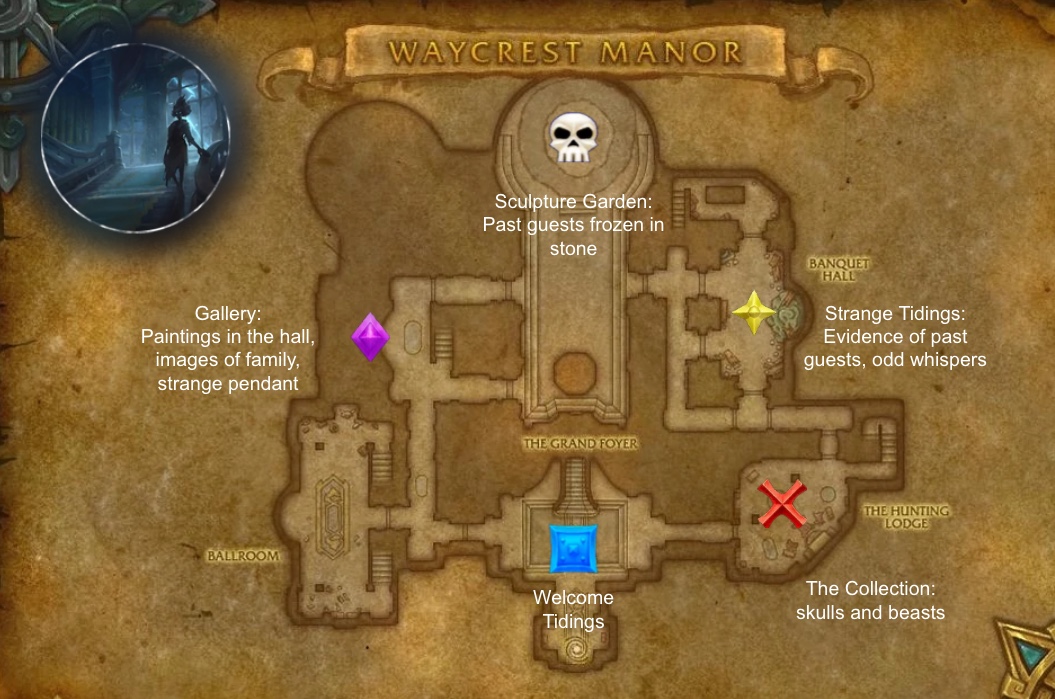 WAYCREST MANOR
Sculpture Garden:
Past guests frozen in
stone
BANQUET
HALL
Gallery:
Paintings in the hall,
images of family,
strange pendant
Strange Tidings:
Evidence of past
guests, odd whispers
THE GRAND FOYER
THE HUNTING
LODGE
BALLROOM
Welcome
Tidings
The Collection:
skulls and beasts